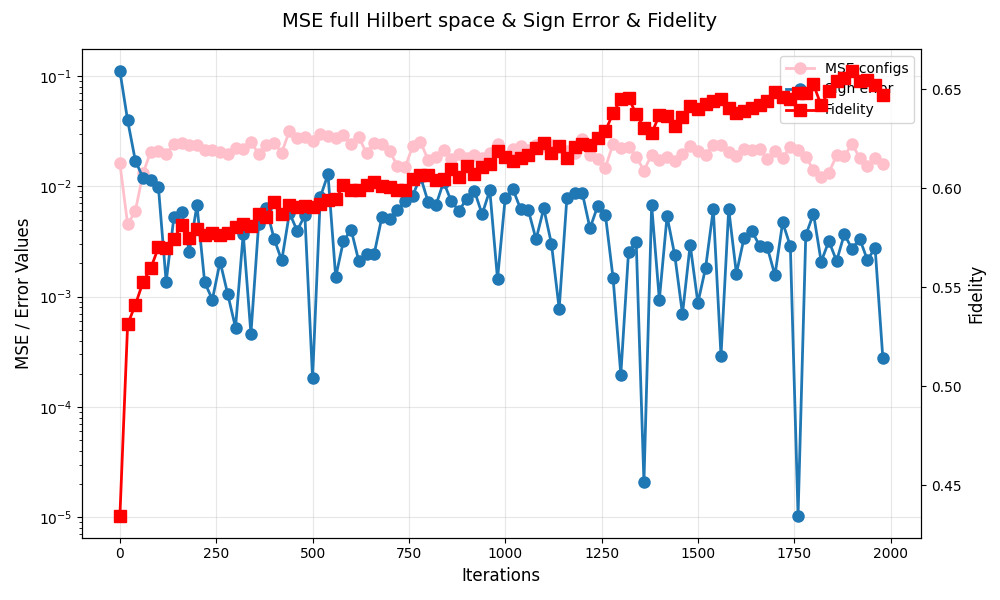 MSE full Hilbert space & Sign Error & Fidelity
MSE configs
Sign error
Fidelity
MSE / Error Values
10⁻¹
10⁻²
10⁻³
10⁻⁴
10⁻⁵
0.65
0.60
0.55
0.50
0.45
Fidelity
0 250 500 750 1000 1250 1500 1750 2000
Iterations